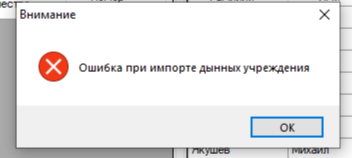 Внимание
Ошибка при импорте дынных учреждения
OK
Якушев Михаил